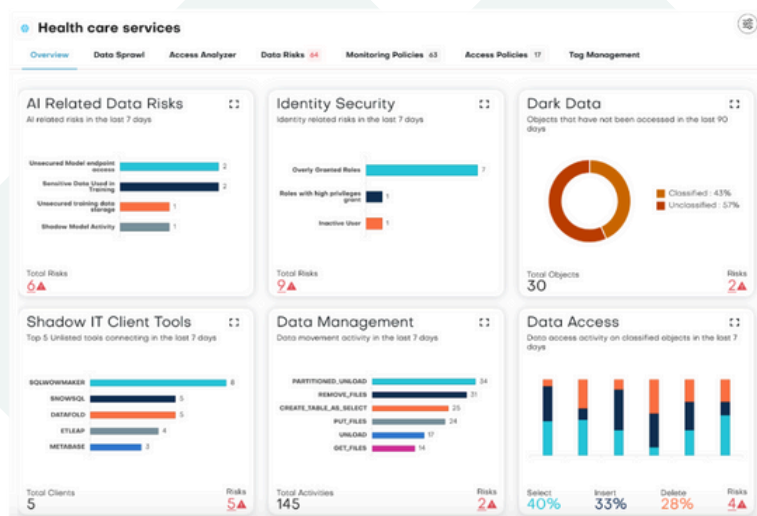 Health care services
Overview Data Sprawl Access Analyzer Data Risks 64 Monitoring Policies 63 Access Policies 17 Tag Management
AI Related Data Risks
AI related risks in the last 7 days
Unsecured Model endpoint
access
2
Sensitive Data Used in
Training
2
Unsecured training data
storage
1
Shadow Model Activity
1
Total Risks
6
Identity Security
Identity related risks in the last 7 days
Overly Granted Roles
7
Roles with high privileges
grant
1
Inactive User
1
Total Risks
9
Dark Data
Objects that have not been accessed in the last 90
days
Classified : 43%
Unclassified : 57%
Total Objects
30
Risks
2
Shadow IT Client Tools
Top 5 Unlisted tools connecting in the last 7 days
SQLWOWMAKER 8
SNOWSQL 5
DATAFOLD 5
ETLEAP 4
METABASE 3
Total Clients
5
Risks
5
Data Management
Data movement activity in the last 7 days
PARTITIONED_UNLOAD 34
REMOVE_FILES 31
CREATE_TABLE_AS_SELECT 25
PUT_FILES 24
UNLOAD 17
GET_FILES 14
Total Activities
145
Risks
2
Data Access
Data access activity on classified objects in the last 7
days
Select
40%
Insert
33%
Delete
28%
Risks
4